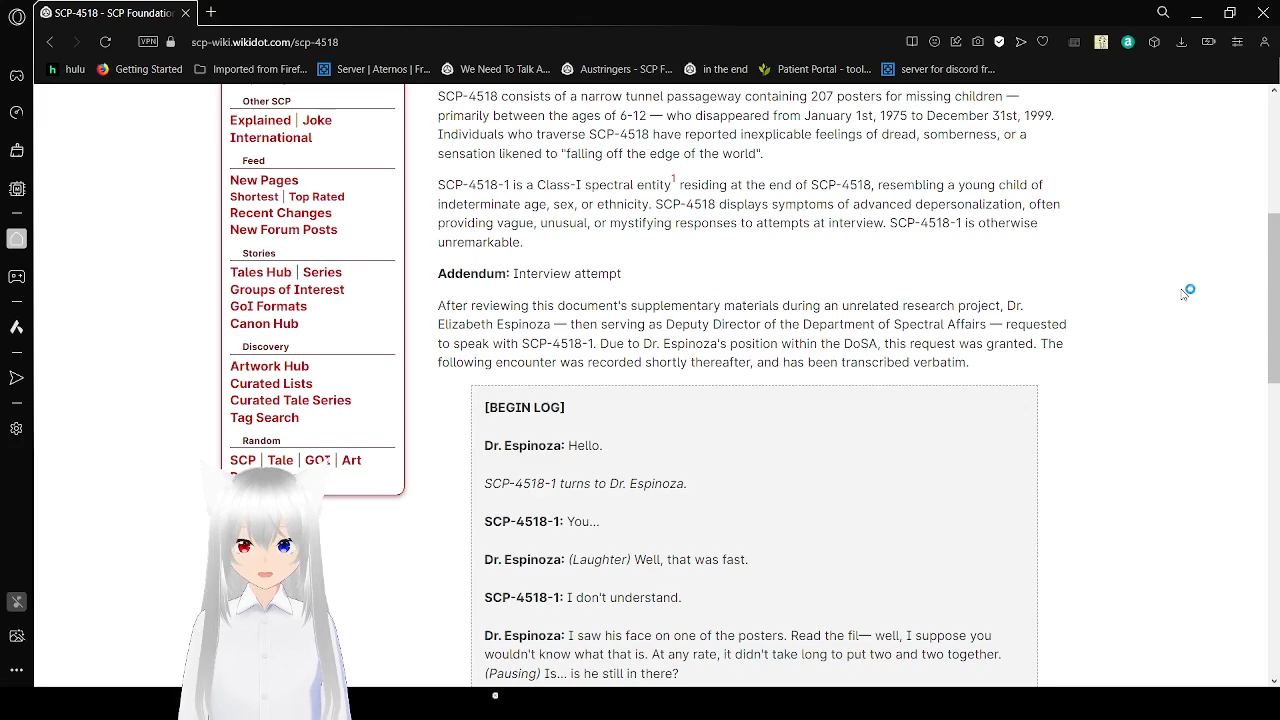 SCP-4518 - SCP Foundation
VPN
scp-wiki.wikidot.com/scp-4518
hulu
Getting Started
Imported from Firef...
Server | Aternos | Fr...
We Need To Talk A...
Austringers - SCP F...
in the end
Patient Portal - tool...
server for discord fr...
Other SCP
Explained | Joke
International
Feed
New Pages
Shortest | Top Rated
Recent Changes
New Forum Posts
Stories
Tales Hub | Series
Groups of Interest
GoI Formats
Canon Hub
Discovery
Artwork Hub
Curated Lists
Curated Tale Series
Tag Search
Random
SCP | Tale | GOI | Art
SCP-4518 consists of a narrow tunnel passageway containing 207 posters for missing children —
primarily between the ages of 6-12 — who disappeared from January 1st, 1975 to December 31st, 1999.
Individuals who traverse SCP-4518 have reported inexplicable feelings of dread, somberness, or a
sensation likened to "falling off the edge of the world".
SCP-4518-1 is a Class-I spectral entity1 residing at the end of SCP-4518, resembling a young child of
indeterminate age, sex, or ethnicity. SCP-4518 displays symptoms of advanced depersonalization, often
providing vague, unusual, or mystifying responses to attempts at interview. SCP-4518-1 is otherwise
unremarkable.
Addendum: Interview attempt
After reviewing this document's supplementary materials during an unrelated research project, Dr.
Elizabeth Espinoza — then serving as Deputy Director of the Department of Spectral Affairs — requested
to speak with SCP-4518-1. Due to Dr. Espinoza's position within the DoSA, this request was granted. The
following encounter was recorded shortly thereafter, and has been transcribed verbatim.
[BEGIN LOG]
Dr. Espinoza: Hello.
SCP-4518-1 turns to Dr. Espinoza.
SCP-4518-1: You...
Dr. Espinoza: (Laughter) Well, that was fast.
SCP-4518-1: I don't understand.
Dr. Espinoza: I saw his face on one of the posters. Read the fil— well, I suppose you
wouldn't know what that is. At any rate, it didn't take long to put two and two together.
(Pausing) Is... is he still in there?